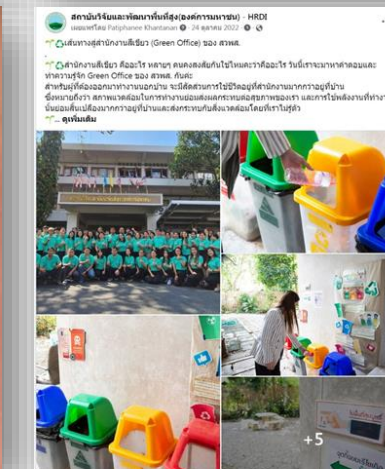 สถาบันวิจัยและพัฒนาพื้นที่สูง(องค์การมหาชน) - HRDI
เผยแพร่โดย Patiphanee Khantanan
24 ตุลาคม 2022
เส้นทางสู่สำนักงานสีเขียว (Green Office) ของ สวพส.
สำนักงานสีเขียว คืออะไร หลายๆ คนคงสงสัยกันใช่ไหมคะว่าคืออะไร วันนี้เราจะมาหาคำตอบและ
ทำความรู้จัก Green Office ของ สวพส. กันค่ะ
สำหรับผู้ที่ต้องออกมาทำงานนอกบ้าน จะมีสัดส่วนการใช้ชีวิตอยู่ที่สำนักงานมากกว่าอยู่ที่บ้าน
ซึ่งหมายถึงว่า สภาพแวดล้อมในการทำงานย่อมส่งผลกระทบต่อสุขภาพของเรา และการใช้พลังงานที่ทำงาน
นั้นย่อมสิ้นเปลืองมากกว่าอยู่ที่บ้านและส่งกระทบกับสิ่งแวดล้อมโดยที่เราไม่รู้ตัว
... ดูเพิ่มเติม
+5